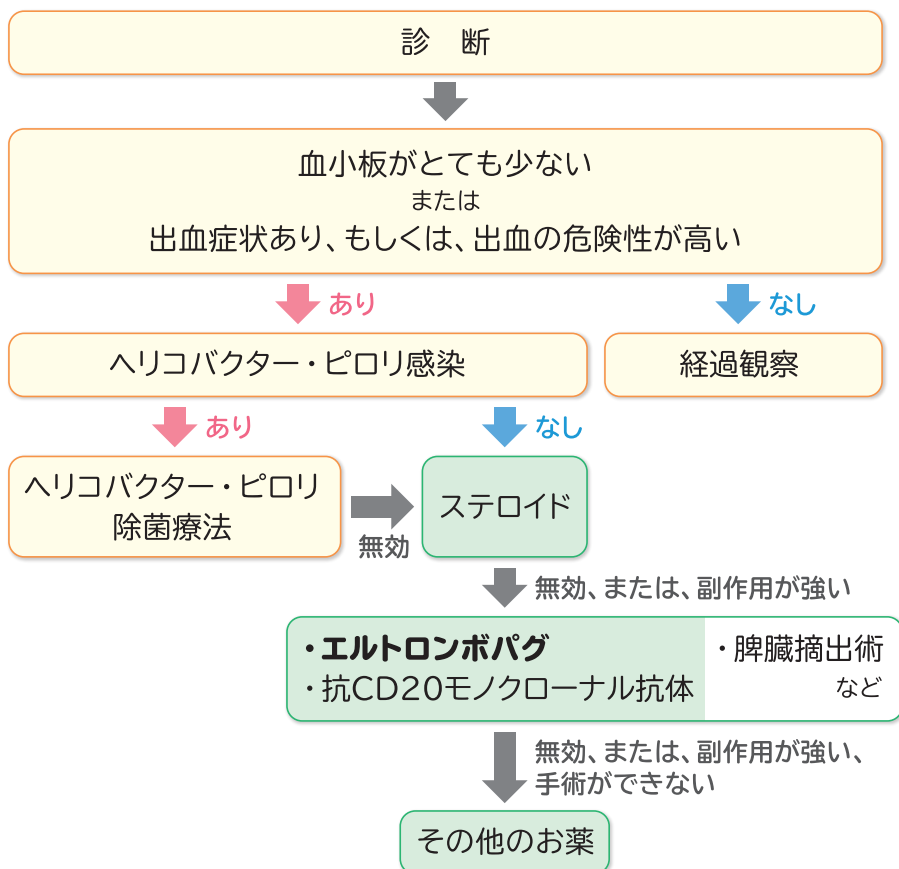 診　断
血小板がとても少ない
または
出血症状あり、もしくは、出血の危険性が高い
あり
なし
ヘリコバクター・ピロリ感染
経過観察
あり
なし
ヘリコバクター・ピロリ
除菌療法
無効
ステロイド
無効、または、副作用が強い
・エルトロンボパグ
・抗CD20モノクローナル抗体
・脾臓摘出術
など
無効、または、副作用が強い、
手術ができない
その他のお薬